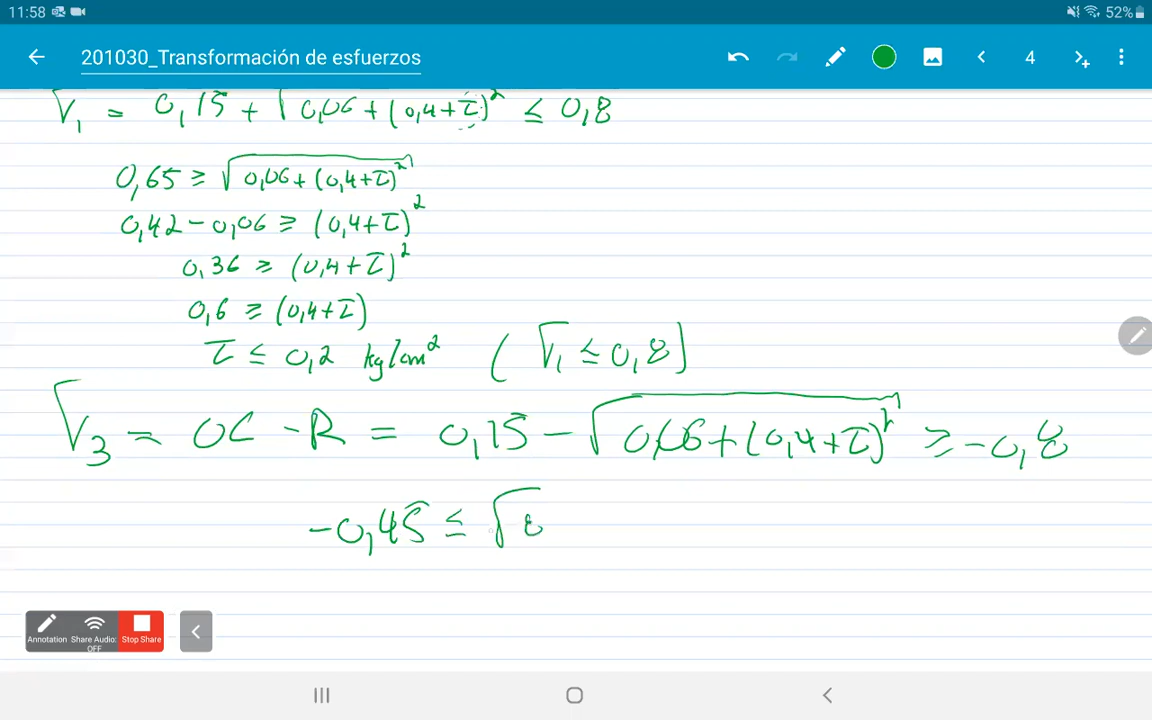 11:58 52%
201030_Transformación de esfuerzos 4
σ₁ = 0,15 + √0,06 + (0,4+τ)² ≤ 0,8
0,65 ≥ √0,06+(0,4+τ)²
0,42 - 0,06 ≥ (0,4+τ)²
0,36 ≥ (0,4+τ)²
0,6 ≥ (0,4+τ)
τ ≤ 0,2 kg/cm² (σ₁ ≤ 0,8)
σ₃ = OC - R = 0,15 - √0,06+(0,4+τ)² ≥ -0,8
-0,45 ≤ √0
Annotation Share Audio: OFF Stop Share